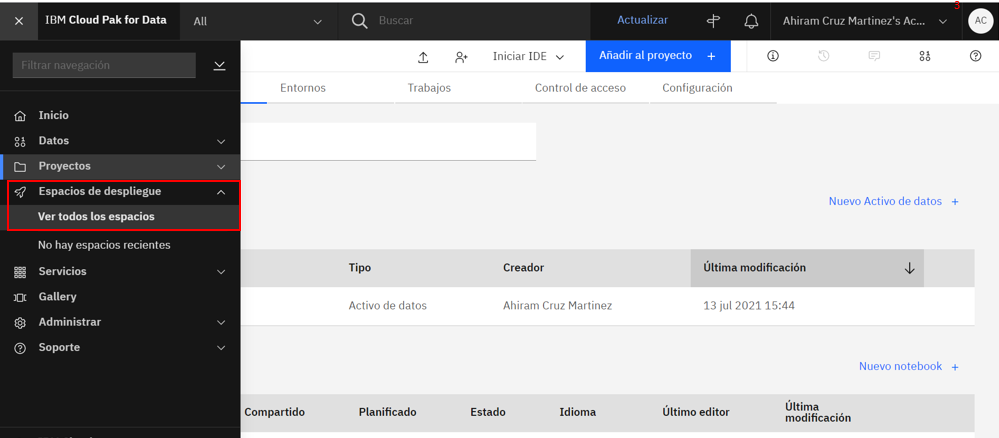 IBM Cloud Pak for Data
All
Buscar
Actualizar
Ahiram Cruz Martinez's Ac...
3
AC
Filtrar navegación
Iniciar IDE
Añadir al proyecto +
Entornos
Trabajos
Control de acceso
Configuración
Inicio
Datos
Proyectos
Espacios de despliegue
Ver todos los espacios
No hay espacios recientes
Servicios
Gallery
Administrar
Soporte
Nuevo Activo de datos +
Tipo
Creador
Última modificación
Activo de datos
Ahiram Cruz Martinez
13 jul 2021 15:44
Nuevo notebook +
Compartido
Planificado
Estado
Idioma
Último editor
Última
modificación